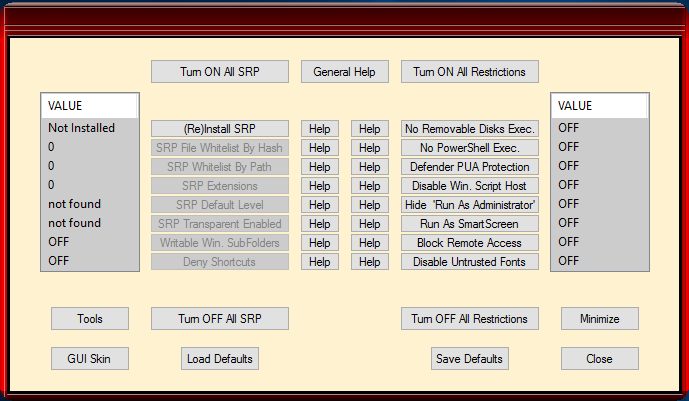 Turn ON All SRP General Help Turn ON All Restrictions
VALUE VALUE
Not Installed (Re)Install SRP Help Help No Removable Disks Exec. OFF
0 SRP File Whitelist By Hash Help Help No PowerShell Exec. OFF
0 SRP Whitelist By Path Help Help Defender PUA Protection OFF
0 SRP Extensions Help Help Disable Win. Script Host OFF
not found SRP Default Level Help Help Hide 'Run As Administrator' OFF
not found SRP Transparent Enabled Help Help Run As SmartScreen OFF
OFF Writable Win. SubFolders Help Help Block Remote Access OFF
OFF Deny Shortcuts Help Help Disable Untrusted Fonts OFF
Tools Turn OFF All SRP Turn OFF All Restrictions Minimize
GUI Skin Load Defaults Save Defaults Close